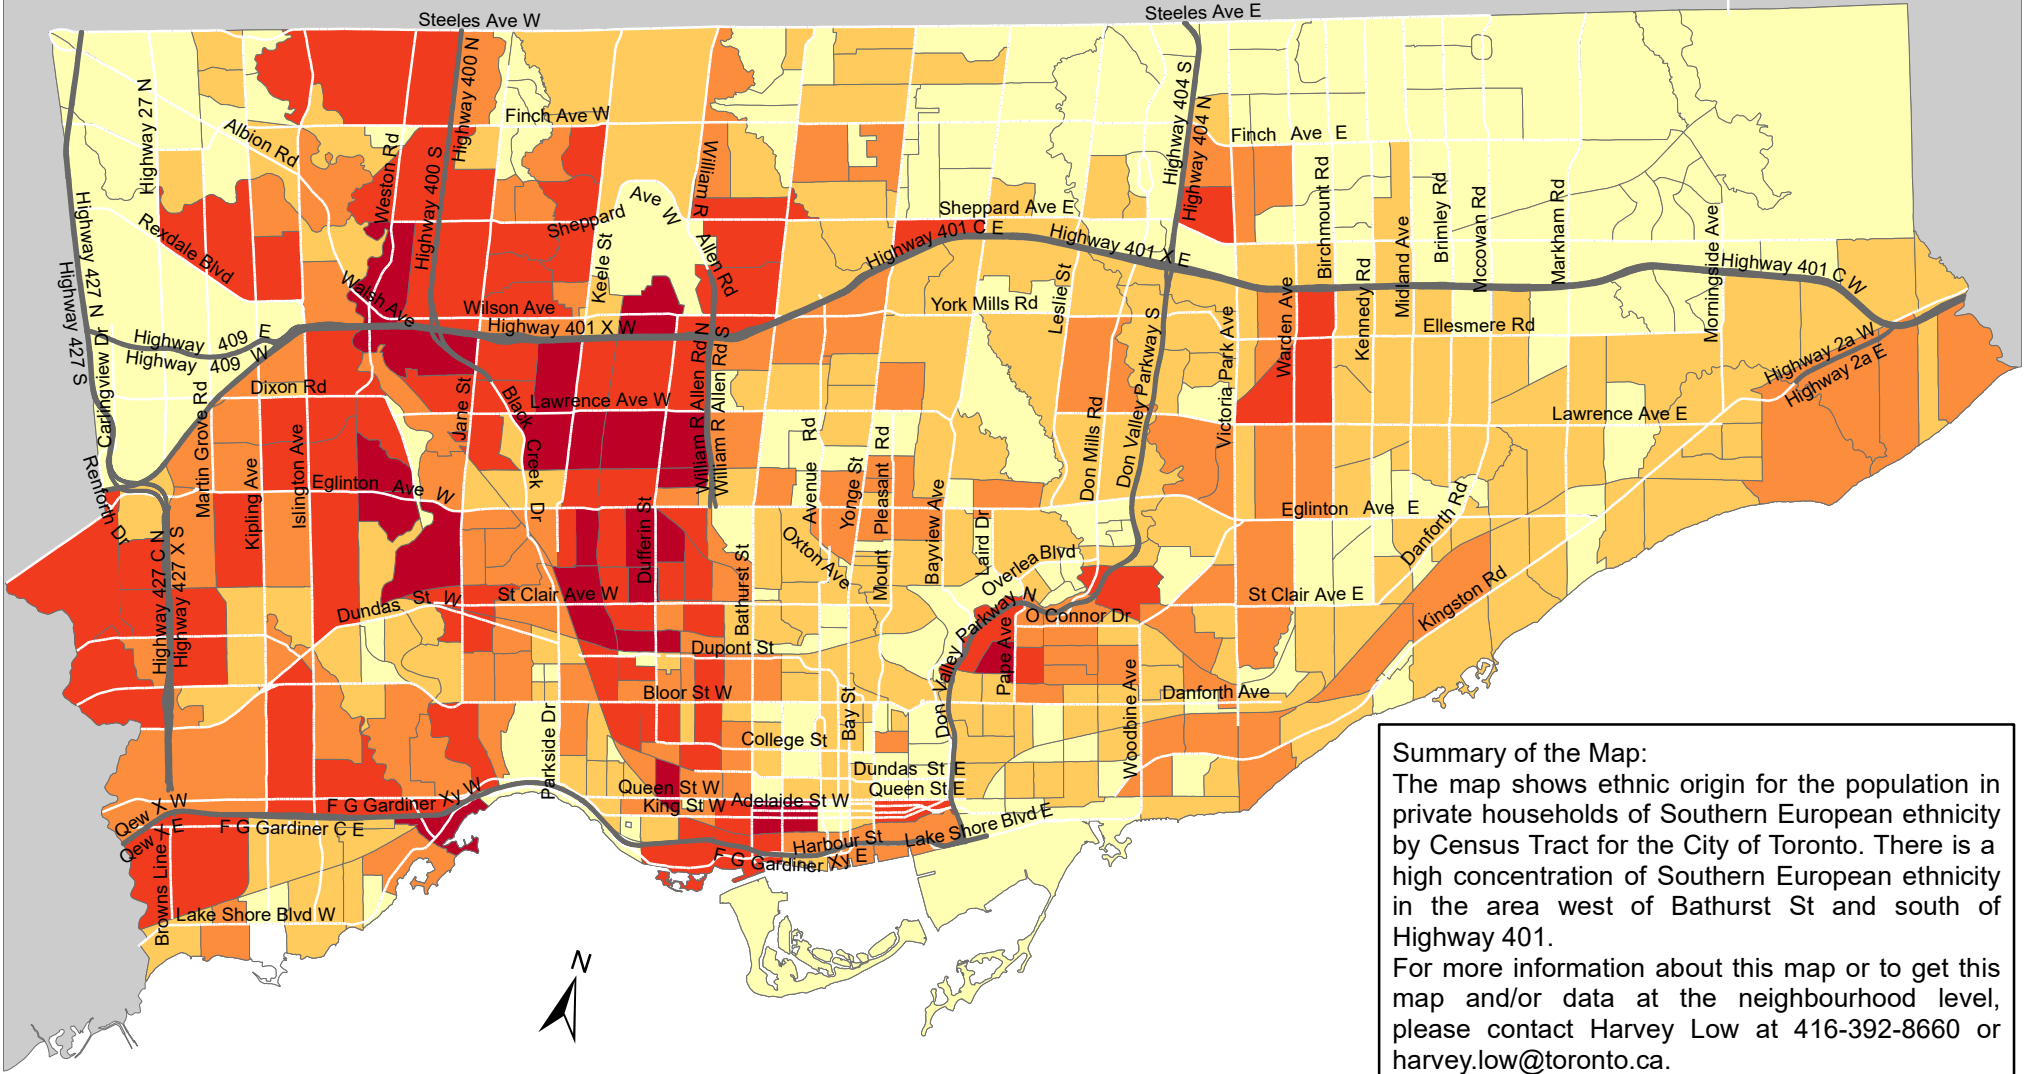 Steeles Ave W
Steeles Ave E
Highway 27 N
Albion Rd
Weston Rd
Highway 400 N
Highway 400 S
Finch Ave W
William R
Allen Rd
Highway 404 S
Highway 404 N
Finch Ave E
Birchmount Rd
Brimley Rd
Mccowan Rd
Markham Rd
Midland Ave
Kennedy Rd
Morningside Ave
Highway 427 N
Highway 427 N
Highway 427 S
Rexdale Blvd
Sheppard Ave W
Keele St
Sheppard Ave E
Highway 401 C E
Highway 401 X E
Highway 401 C W
Walsh Ave
Wilson Ave
Highway 401 X W
York Mills Rd
Leslie St
Ellesmere Rd
Warden Ave
Victoria Park Ave
Highway 409 E
Highway 409 W
Carlingview Dr
Martin Grove Rd
Dixon Rd
Jane St
Black Creek Dr
Lawrence Ave W
William R Allen Rd N
William R Allen Rd S
Avenue Rd
Yonge St
Mount Pleasant Rd
Bayview Ave
Laird Dr
Don Mills Rd
Don Valley Parkway S
Lawrence Ave E
Highway 2a W
Highway 2a E
Renforth Dr
Kipling Ave
Islington Ave
Eglinton Ave W
Dufferin St
Bathurst St
Oxton Ave
Overlea Blvd
Eglinton Ave E
Danforth Rd
Highway 427 C N
Highway 427 X S
Dundas St W
St Clair Ave W
Don Valley Parkway N
O Connor Dr
St Clair Ave E
Kingston Rd
Dupont St
Pape Ave
Woodbine Ave
Bloor St W
Bay St
Danforth Ave
Parkside Dr
College St
Dundas St E
Queen St W
Queen St E
King St W
Adelaide St W
Qew X W
Qew X E
F G Gardiner Xy W
F G Gardiner C E
Harbour St
Lake Shore Blvd E
F G Gardiner Xy E
Browns Line
Lake Shore Blvd W
N
Summary of the Map:
The map shows ethnic origin for the population in
private households of Southern European ethnicity
by Census Tract for the City of Toronto. There is a
high concentration of Southern European ethnicity
in the area west of Bathurst St and south of
Highway 401.
For more information about this map or to get this
map and/or data at the neighbourhood level,
please contact Harvey Low at 416-392-8660 or
harvey.low@toronto.ca.